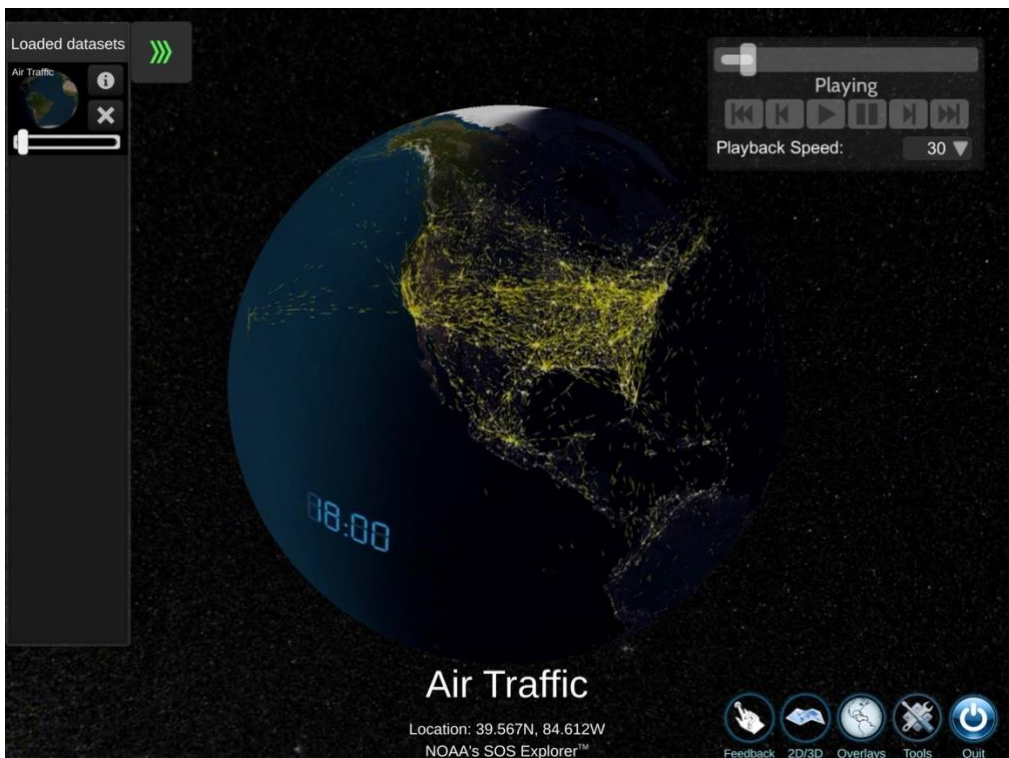 Loaded datasets
Air Traffic
Playing
Playback Speed: 30
18:00
Air Traffic
Location: 39.567N, 84.612W
NOAA's SOS Explorer™
Feedback 2D/3D Overlays Tools Quit